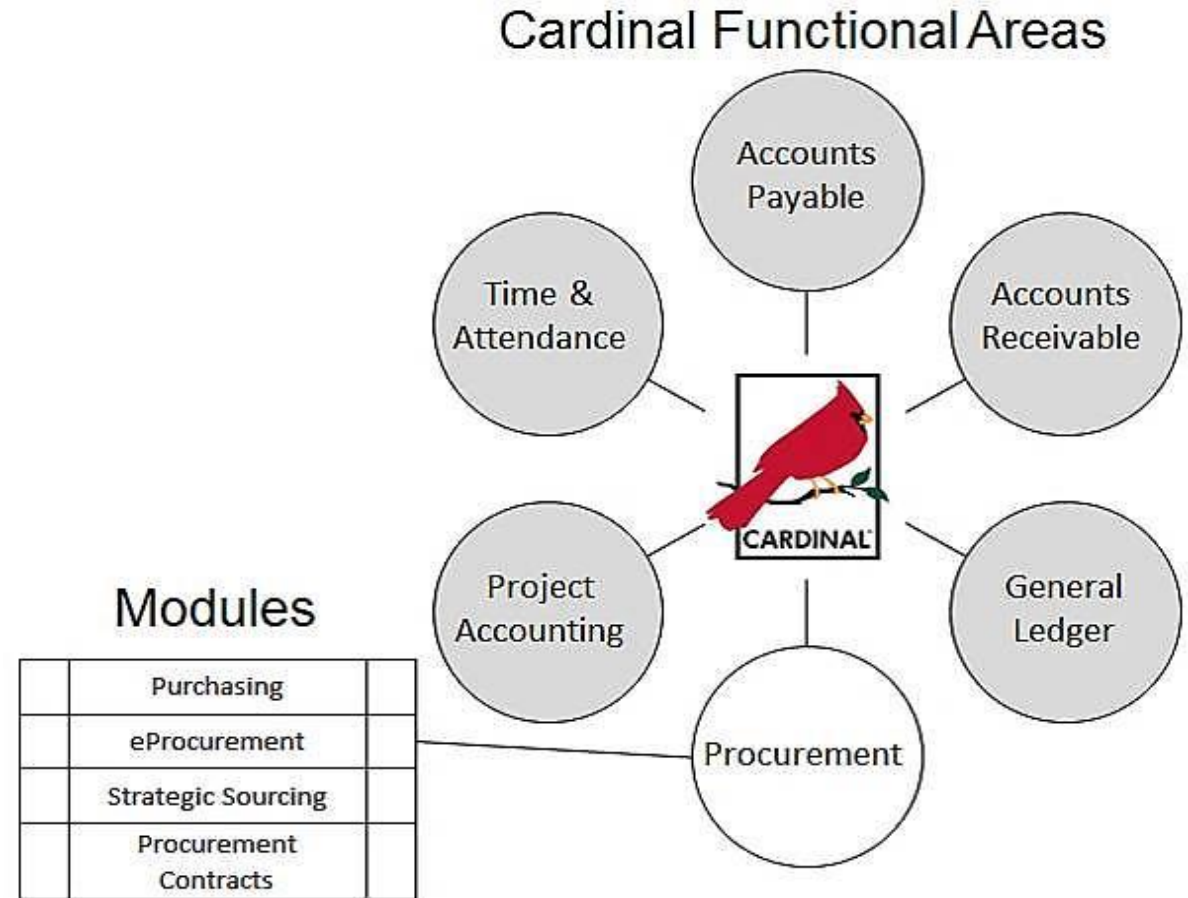 Cardinal Functional Areas
Accounts
Payable
Time &
Attendance
Accounts
Receivable
CARDINAL
Project
Accounting
General
Ledger
Procurement
Modules
Purchasing
eProcurement
Strategic Sourcing
Procurement
Contracts